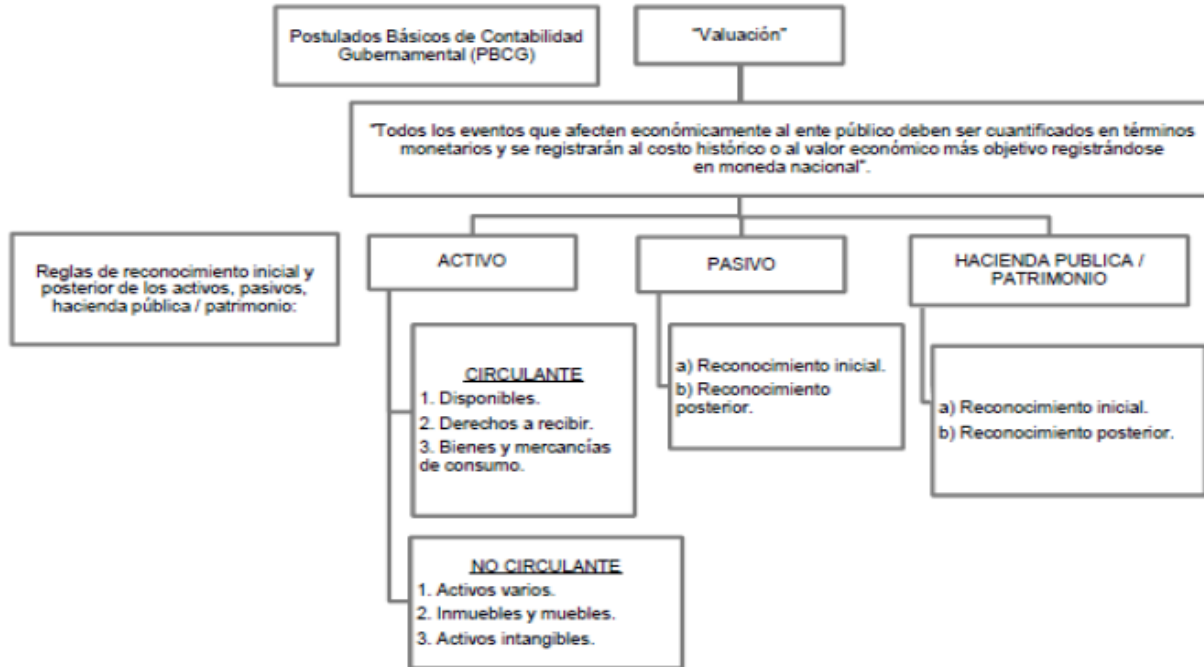 Postulados Básicos de Contabilidad
Gubernamental (PBCG)
"Valuación"
"Todos los eventos que afecten económicamente al ente público deben ser cuantificados en términos
monetarios y se registrarán al costo histórico o al valor económico más objetivo registrándose
en moneda nacional".
Reglas de reconocimiento inicial y
posterior de los activos, pasivos,
hacienda pública / patrimonio:
ACTIVO
CIRCULANTE
1. Disponibles.
2. Derechos a recibir.
3. Bienes y mercancías
de consumo.
NO CIRCULANTE
1. Activos varios.
2. Inmuebles y muebles.
3. Activos intangibles.
PASIVO
a) Reconocimiento inicial.
b) Reconocimiento
posterior.
HACIENDA PUBLICA /
PATRIMONIO
a) Reconocimiento inicial.
b) Reconocimiento posterior.